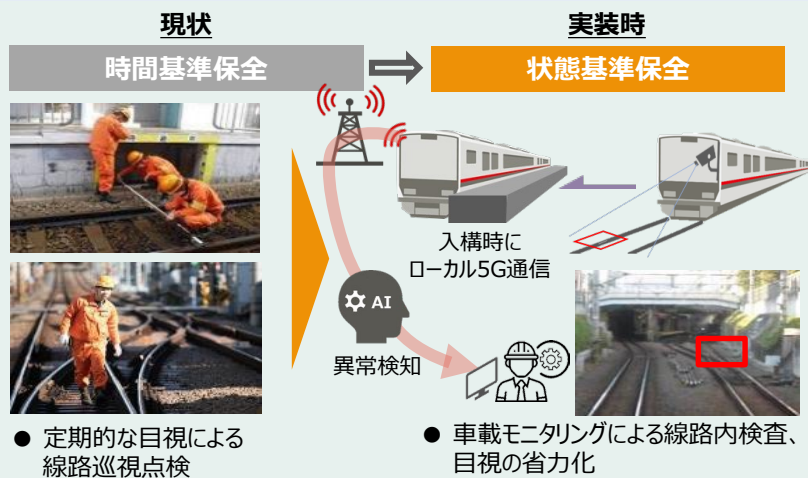 現状
実装時
時間基準保全
状態基準保全
入構時に
ローカル5G通信
AI
異常検知
● 定期的な目視による
線路巡視点検
● 車載モニタリングによる線路内検査、
目視の省力化